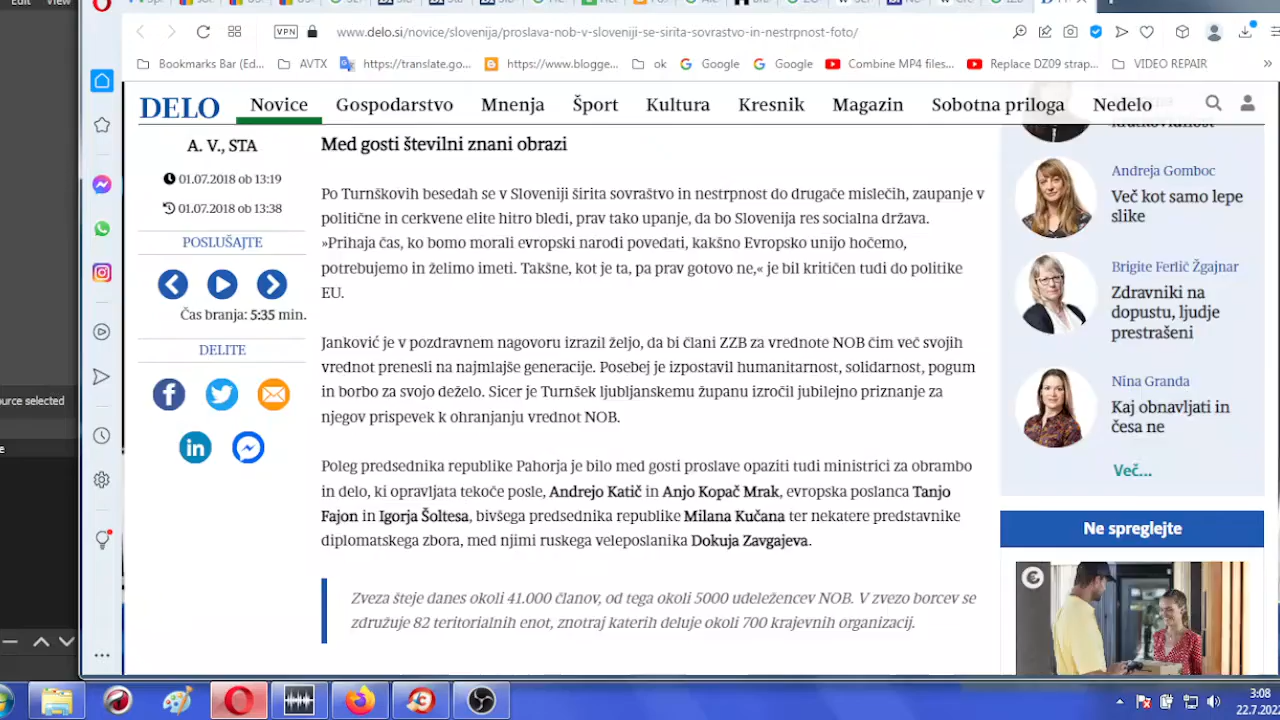 Edit View
VPN www.delo.si/novice/slovenija/proslava-nob-v-sloveniji-se-sirita-sovrastvo-in-nestrpnost-foto/
Bookmarks Bar (Ed... AVTX https://translate.go... https://www.blogge... ok Google Google Combine MP4 files... Replace DZ09 strap... VIDEO REPAIR »
DELO Novice Gospodarstvo Mnenja Šport Kultura Kresnik Magazin Sobotna priloga Nedelo
A. V., STA
01.07.2018 ob 13:19
01.07.2018 ob 13:38
POSLUŠAJTE
Čas branja: 5:35 min.
DELITE
Med gosti številni znani obrazi
Po Turnškovih besedah se v Sloveniji širita sovraštvo in nestrpnost do drugače mislečih, zaupanje v
politične in cerkvene elite hitro bledi, prav tako upanje, da bo Slovenija res socialna država.
»Prihaja čas, ko bomo morali evropski narodi povedati, kakšno Evropsko unijo hočemo,
potrebujemo in želimo imeti. Takšne, kot je ta, pa prav gotovo ne,« je bil kritičen tudi do politike
EU.
Janković je v pozdravnem nagovoru izrazil željo, da bi člani ZZB za vrednote NOB čim več svojih
vrednot prenesli na najmlajše generacije. Posebej je izpostavil humanitarnost, solidarnost, pogum
in borbo za svojo deželo. Sicer je Turnšek ljubljanskemu županu izročil jubilejno priznanje za
njegov prispevek k ohranjanju vrednot NOB.
Poleg predsednika republike Pahorja je bilo med gosti proslave opaziti tudi ministrici za obrambo
in delo, ki opravljata tekoče posle, Andrejo Katič in Anjo Kopač Mrak, evropska poslanca Tanjo
Fajon in Igorja Šoltesa, bivšega predsednika republike Milana Kučana ter nekatere predstavnike
diplomatskega zbora, med njimi ruskega veleposlanika Dokuja Zavgajeva.
Zveza šteje danes okoli 41.000 članov, od tega okoli 5000 udeležencev NOB. V zvezo borcev se
združuje 82 teritorialnih enot, znotraj katerih deluje okoli 700 krajevnih organizacij.
Andreja Gomboc
Več kot samo lepe
slike
Brigite Ferlič Žgajnar
Zdravniki na
dopustu, ljudje
prestrašeni
Nina Granda
Kaj obnavljati in
česa ne
Več...
Ne spreglejte
ource selected
3:08
22.7.202